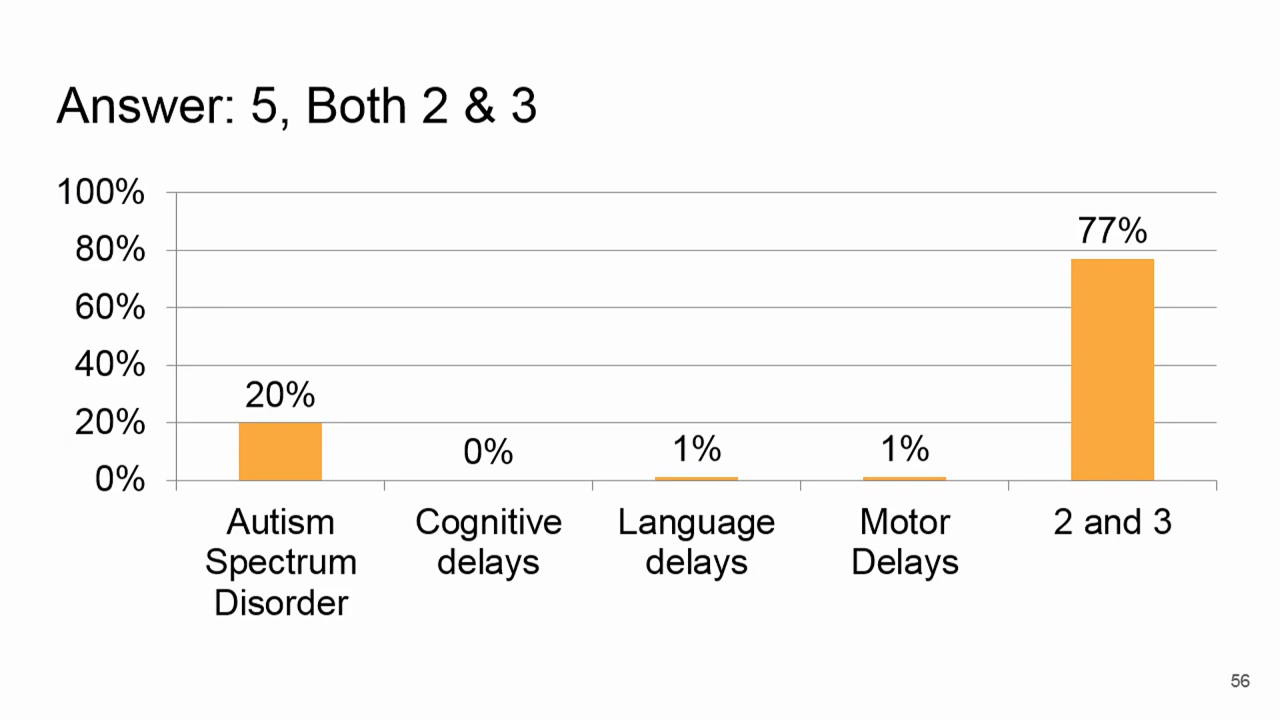 Answer: 5, Both 2 & 3
100%
80%
60%
40%
20%
0%
20%
0%
1%
1%
77%
Autism
Spectrum
Disorder
Cognitive
delays
Language
delays
Motor
Delays
2 and 3
56